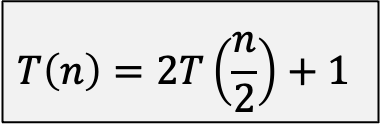 T(n) = 2T(n/2) + 1